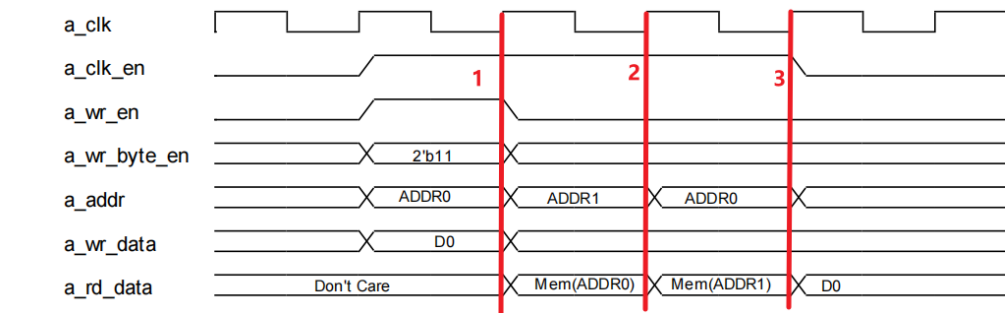 a_clk
a_clk_en 1 2 3
a_wr_en
a_wr_byte_en 2'b11
a_addr ADDR0 ADDR1 ADDR0
a_wr_data D0
a_rd_data Don't Care Mem(ADDR0) Mem(ADDR1) D0